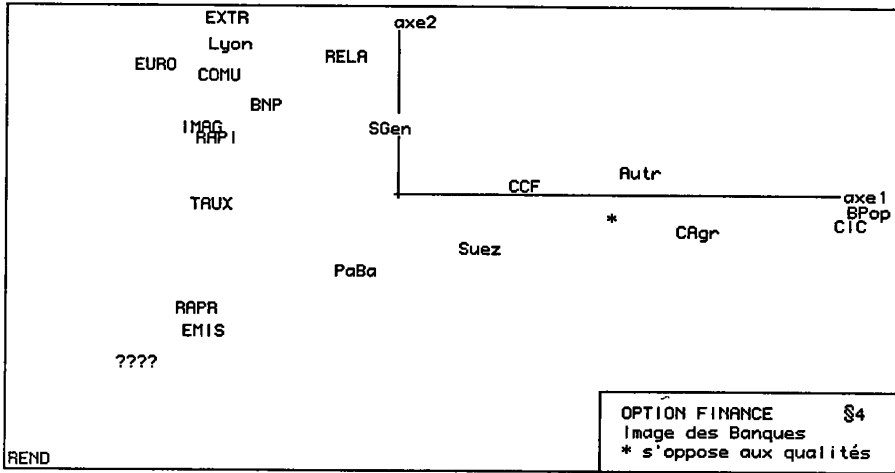 EXTR
axe2
Lyon
RELA
EURO
COMU
BNP
IMAG
SGen
RAPI
Autr
CCF
axe1
TAUX
BPop
*
CAgr
CIC
Suez
PaBa
RAPR
EMIS
????
OPTION FINANCE §4
Image des Banques
* s'oppose aux qualités
REND